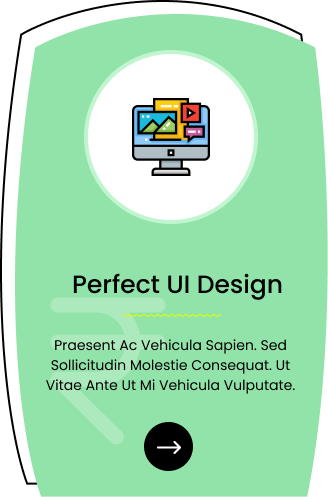 Perfect UI Design
Praesent Ac Vehicula Sapien. Sed
Sollicitudin Molestie Consequat. Ut
Vitae Ante Ut Mi Vehicula Vulputate.